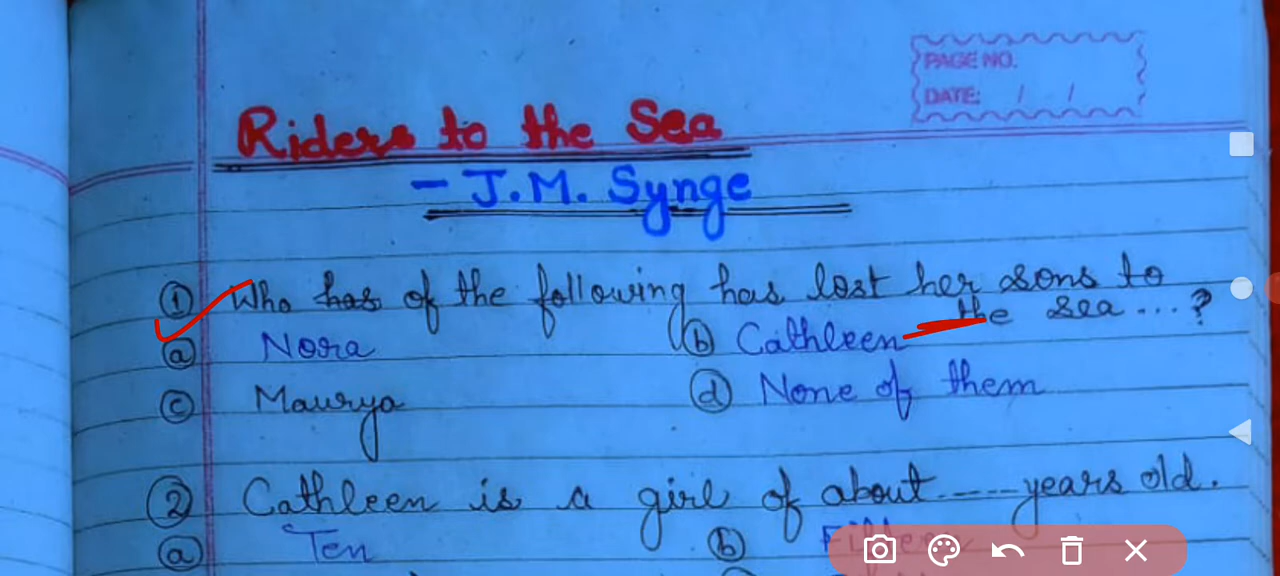 PAGE NO.
DATE: / /
Riders to the Sea
- J.M. Synge
① Who has of the following has lost her sons to
the sea...?
ⓐ Nora ⓑ Cathleen
ⓒ Maurya ⓓ None of them
② Cathleen is a girl of about ---- years old.
ⓐ Ten ⓑ